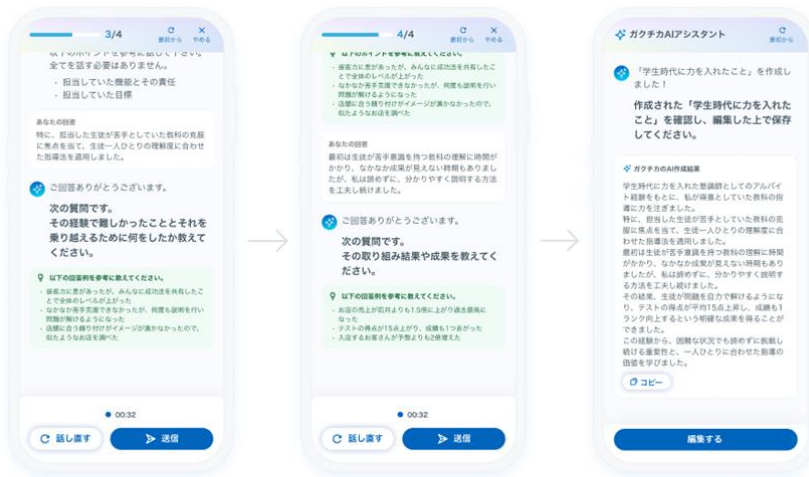 3/4
最初から
やめる
以下のポイントを参考に話して下さい。
全てを話す必要はありません。
・担当していた機能とその責任
・担当していた目標
あなたの回答
特に、担当した生徒が苦手としていた教科の克服
に焦点を当て、生徒一人ひとりの理解度に合わせ
た指導法を適用しました。
ご回答ありがとうございます。
次の質問です。
その経験で難しかったこととそれを
乗り越えるために何をしたか教えて
ください。
以下の回答例を参考に教えてください。
・接客力に差があったが、みんなに成功法を共有したこ
とで全体のレベルが上がった
・なかなか苦手克服できなかったが、何度も説明を行い
問題が解けるようになった
・店舗に合う飾り付けがイメージが湧かなかったので、
似たようなお店を調べた
00:32
話し直す
送信
4/4
最初から
やめる
以下のポイントを参考に教えてください。
・接客力に差があったが、みんなに成功法を共有したこ
とで全体のレベルが上がった
・なかなか苦手克服できなかったが、何度も説明を行い
問題が解けるようになった
・店舗に合う飾り付けがイメージが湧かなかったので、
似たようなお店を調べた
あなたの回答
最初は生徒が苦手意識を持つ教科の理解に時間が
かかり、なかなか成果が見えない時期もありまし
たが、私は諦めずに、分かりやすく説明する方法
を工夫し続けました。
ご回答ありがとうございます。
次の質問です。
その取り組み結果や成果を教えてく
ださい。
以下の回答例を参考に教えてください。
・お店の売上が前月よりも1.5倍に上がり過去最高に
なった
・テストの得点が15点上がり、成績も1つあがった
・入店するお客さんが予想よりも2倍増えた
00:32
話し直す
送信
ガクチカAIアシスタント
最初から
「学生時代に力を入れたこと」を作成し
ました！
作成された「学生時代に力を入れた
こと」を確認し、編集した上で保存
してください。
ガクチカのAI作成結果
学生時代に力を入れた塾講師としてのアルバイ
ト経験をもとに、私が得意としていた教科の指
導に力を注ぎました。
特に、担当した生徒が苦手としていた教科の克
服に焦点を当て、生徒一人ひとりの理解度に合
わせた指導法を適用しました。
最初は生徒が苦手意識を持つ教科の理解に時間
がかかり、なかなか成果が見えない時期もあり
ましたが、私は諦めずに、分かりやすく説明す
る方法を工夫し続けました。
その結果、生徒が問題を自力で解けるようにな
り、テストの得点が平均15点上昇し、成績も1
ランク向上するという明確な成果を得ることが
できました。
この経験から、困難な状況でも諦めずに挑戦し
続ける重要性と、一人ひとりに合わせた指導の
価値を学びました。
コピー
編集する